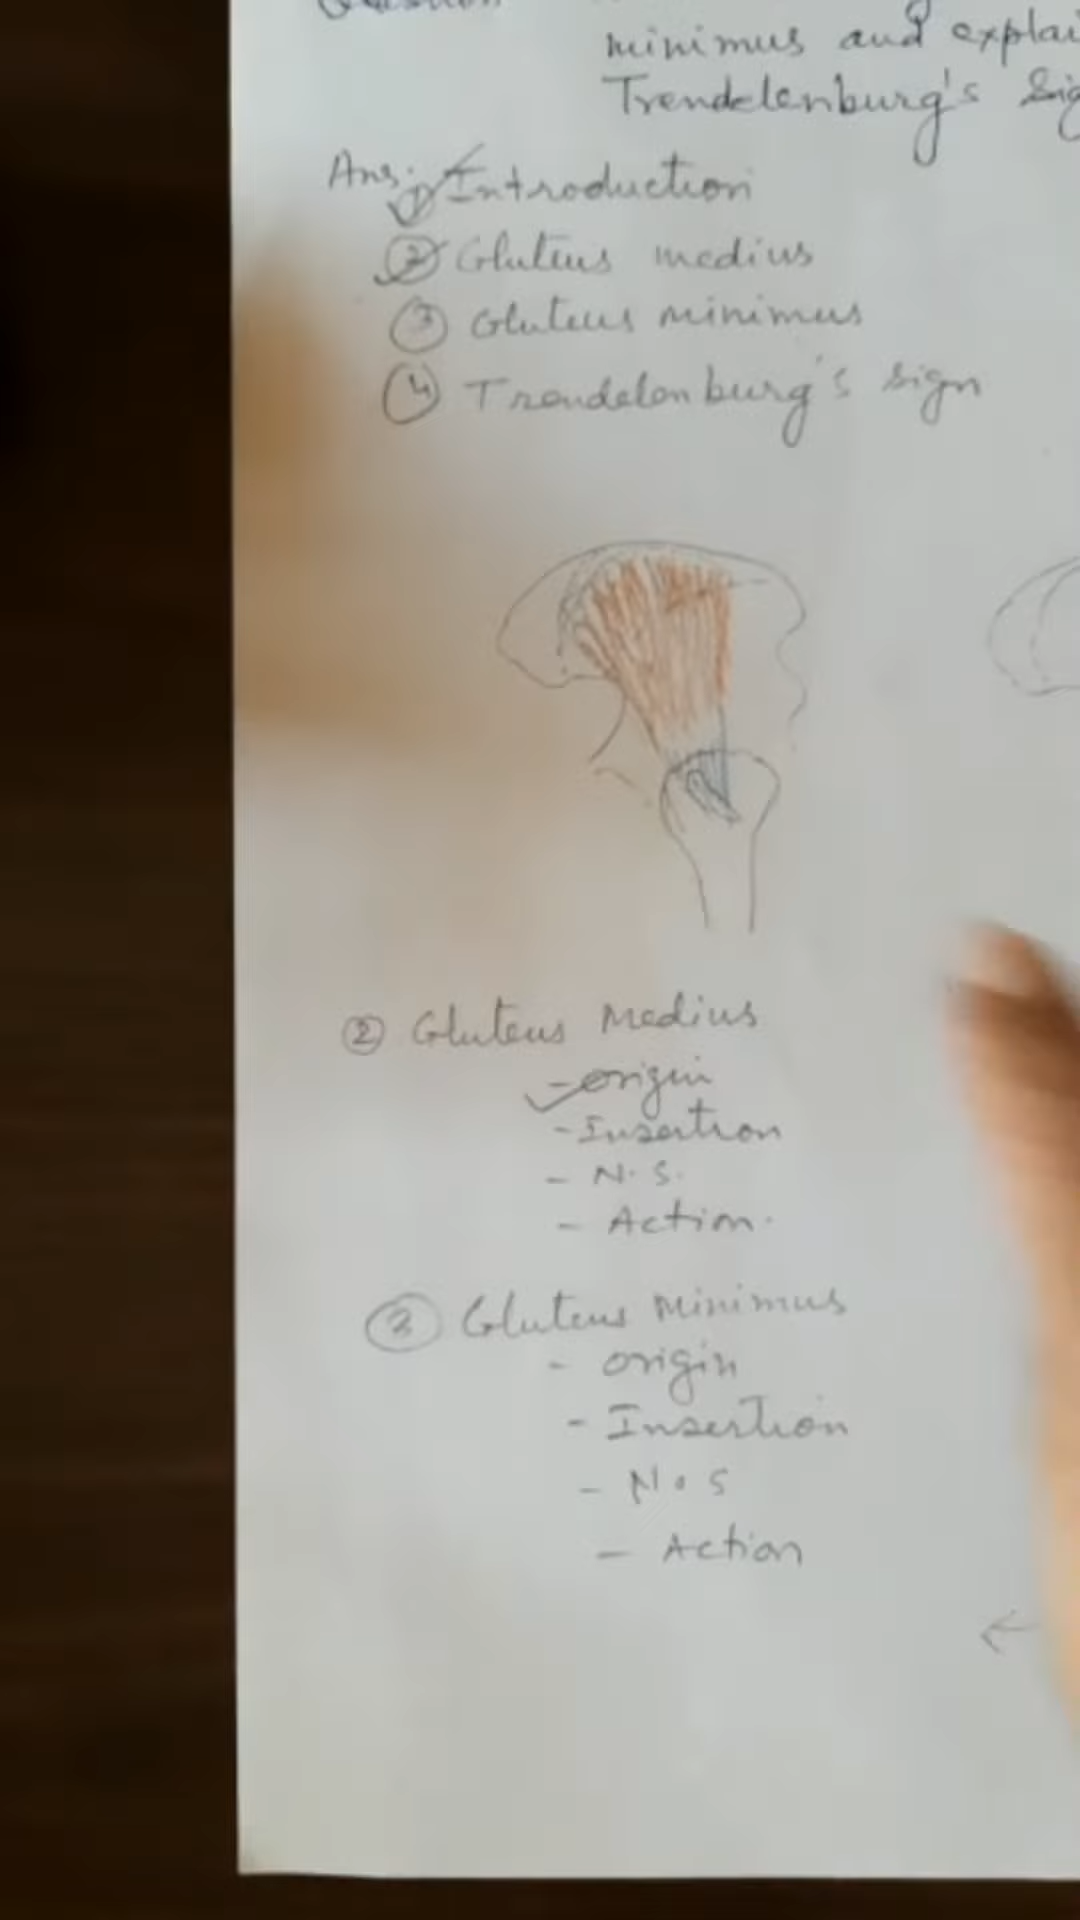 minimus and explai
Trendelenburg's Sig
Ans: 1 Introduction
2 Gluteus medius
3 Gluteus minimus
4 Trendelenburg's sign
2 Gluteus Medius
- origin
- Insertion
- N.S.
- Action.
3 Gluteus Minimus
- origin
- Insertion
- N.S
- Action